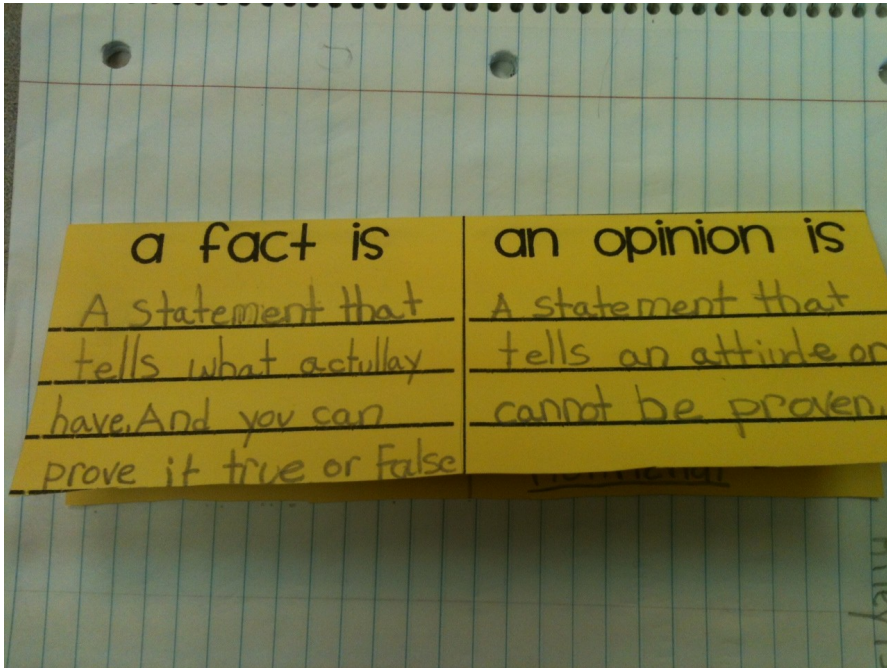 a fact is
A statement that
tells what actullay
have. And you can
prove it true or False
an opinion is
A statement that
tells an attiude or
cannot be proven.